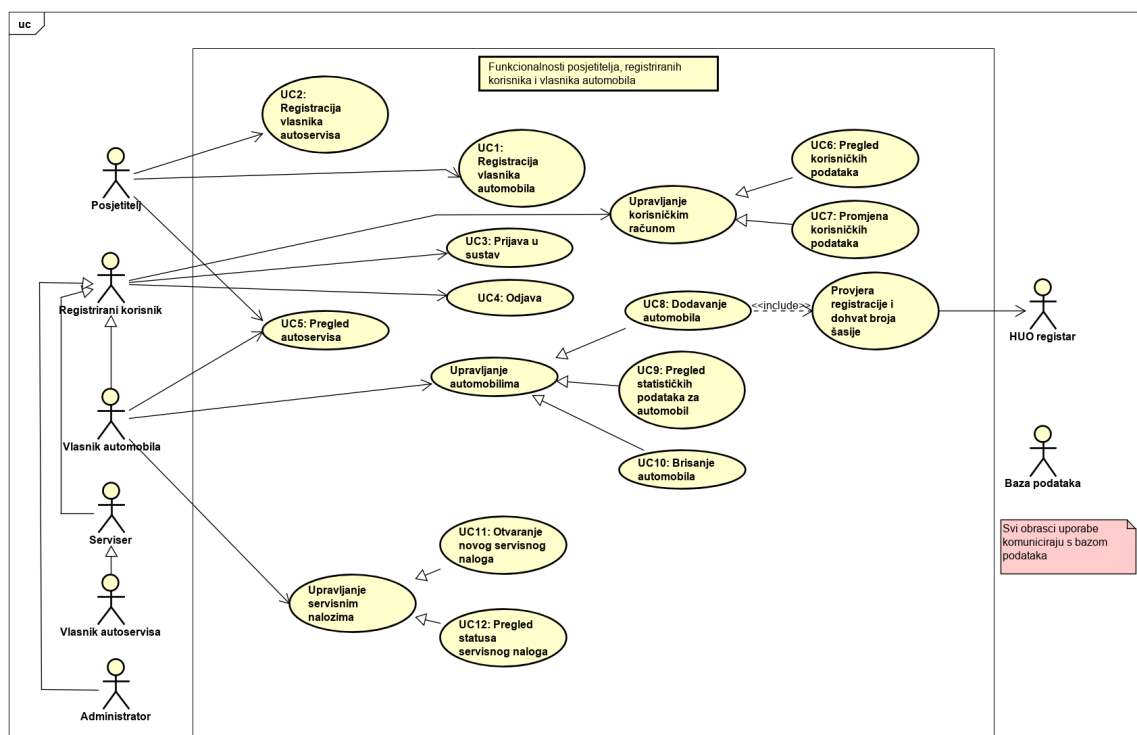 uc
Funkcionalnosti posjetitelja, registriranih
korisnika i vlasnika automobila
UC2:
Registracija
vlasnika
autoservisa
UC1:
Registracija
vlasnika
automobila
UC6: Pregled
korisničkih
podataka
Posjetitelj
Upravljanje
korisničkim
računom
UC7: Promjena
korisničkih
podataka
UC3: Prijava u
sustav
Registrirani korisnik
UC4: Odjava
UC8: Dodavanje
automobila
<<include>>
Provjera
registracije i
dohvat broja
šasije
HUO registar
UC5: Pregled
autoservisa
Upravljanje
automobilima
UC9: Pregled
statističkih
podataka za
automobil
Vlasnik automobila
UC10: Brisanje
automobila
Baza podataka
Serviser
UC11: Otvaranje
novog servisnog
naloga
Svi obrasci uporabe
komuniciraju s bazom
podataka
Upravljanje
servisnim
nalozima
Vlasnik autoservisa
UC12: Pregled
statusa
servisnog naloga
Administrator